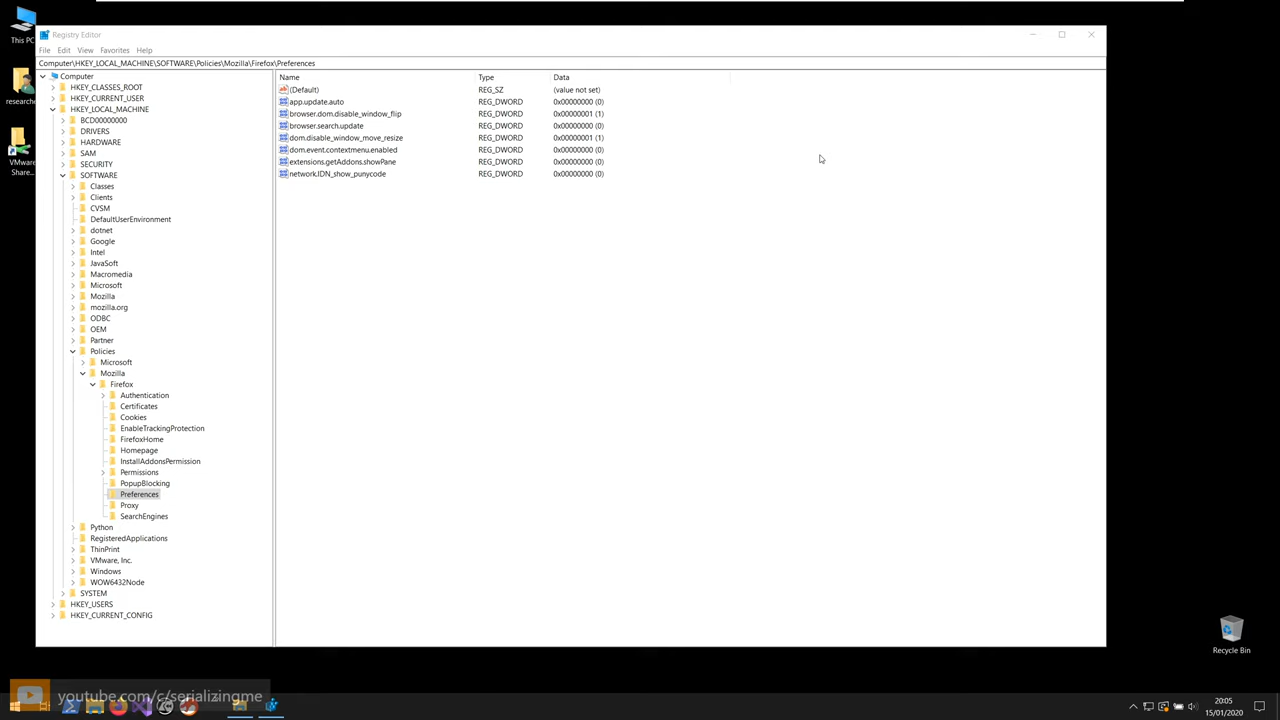 This PC
researche
VMware
Share...
Registry Editor
File Edit View Favorites Help
Computer\HKEY_LOCAL_MACHINE\SOFTWARE\Policies\Mozilla\Firefox\Preferences
Computer
HKEY_CLASSES_ROOT
HKEY_CURRENT_USER
HKEY_LOCAL_MACHINE
BCD00000000
DRIVERS
HARDWARE
SAM
SECURITY
SOFTWARE
Classes
Clients
CVSM
DefaultUserEnvironment
dotnet
Google
Intel
JavaSoft
Macromedia
Microsoft
Mozilla
mozilla.org
ODBC
OEM
Partner
Policies
Microsoft
Mozilla
Firefox
Authentication
Certificates
Cookies
EnableTrackingProtection
FirefoxHome
Homepage
InstallAddonsPermission
Permissions
PopupBlocking
Preferences
Proxy
SearchEngines
Python
RegisteredApplications
ThinPrint
VMware, Inc.
Windows
WOW6432Node
SYSTEM
HKEY_USERS
HKEY_CURRENT_CONFIG
Name Type Data
(Default) REG_SZ (value not set)
app.update.auto REG_DWORD 0x00000000 (0)
browser.dom.disable_window_flip REG_DWORD 0x00000001 (1)
browser.search.update REG_DWORD 0x00000000 (0)
dom.disable_window_move_resize REG_DWORD 0x00000001 (1)
dom.event.contextmenu.enabled REG_DWORD 0x00000000 (0)
extensions.getAddons.showPane REG_DWORD 0x00000000 (0)
network.IDN_show_punycode REG_DWORD 0x00000000 (0)
Recycle Bin
youtube.com/c/serializingme
20:05
15/01/2020